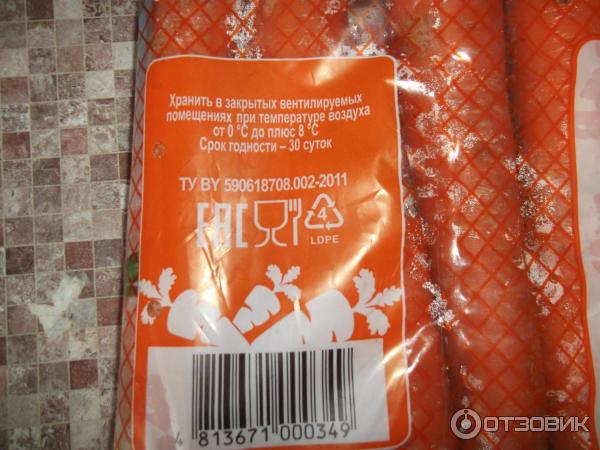 Хранить в закрытых вентилируемых
помещениях при температуре воздуха
от 0 °С до плюс 8 °С
Срок годности – 30 суток
ТУ BY 590618708.002-2011
EAC
4
LDPE
4 813671 000349
ОТЗОВИК